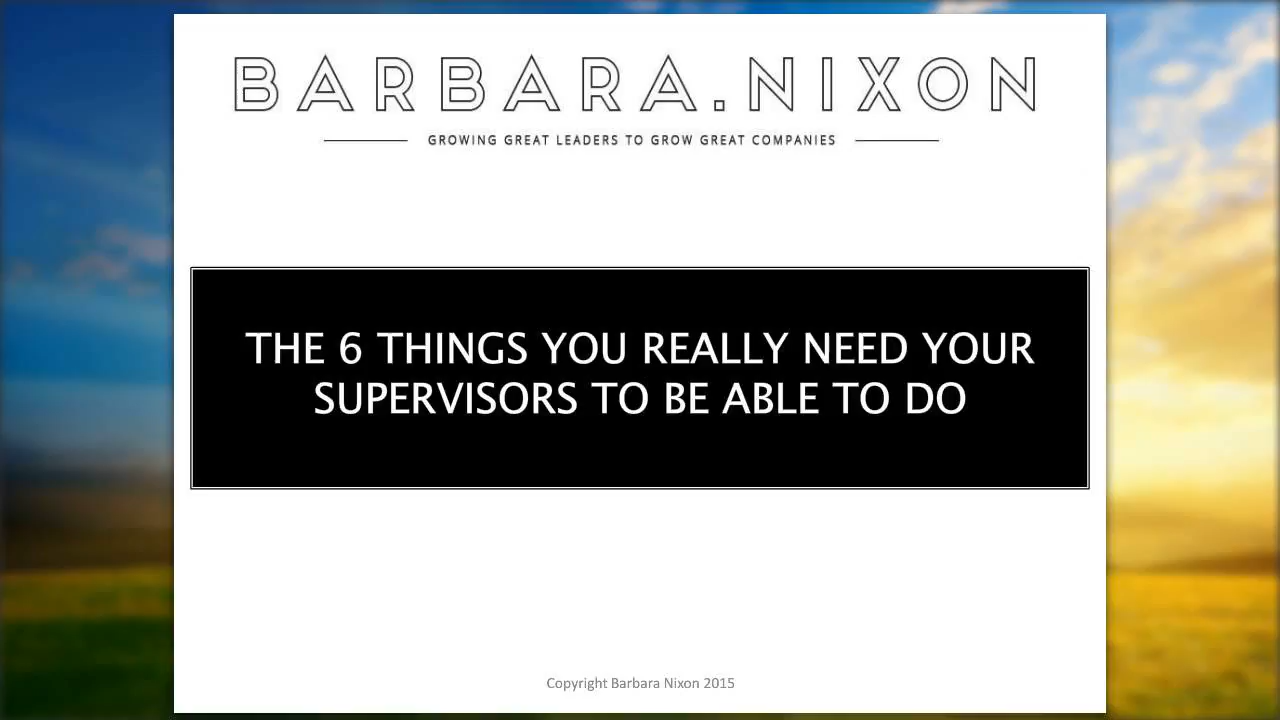 BARBARA.NIXON
GROWING GREAT LEADERS TO GROW GREAT COMPANIES
THE 6 THINGS YOU REALLY NEED YOUR
SUPERVISORS TO BE ABLE TO DO
Copyright Barbara Nixon 2015